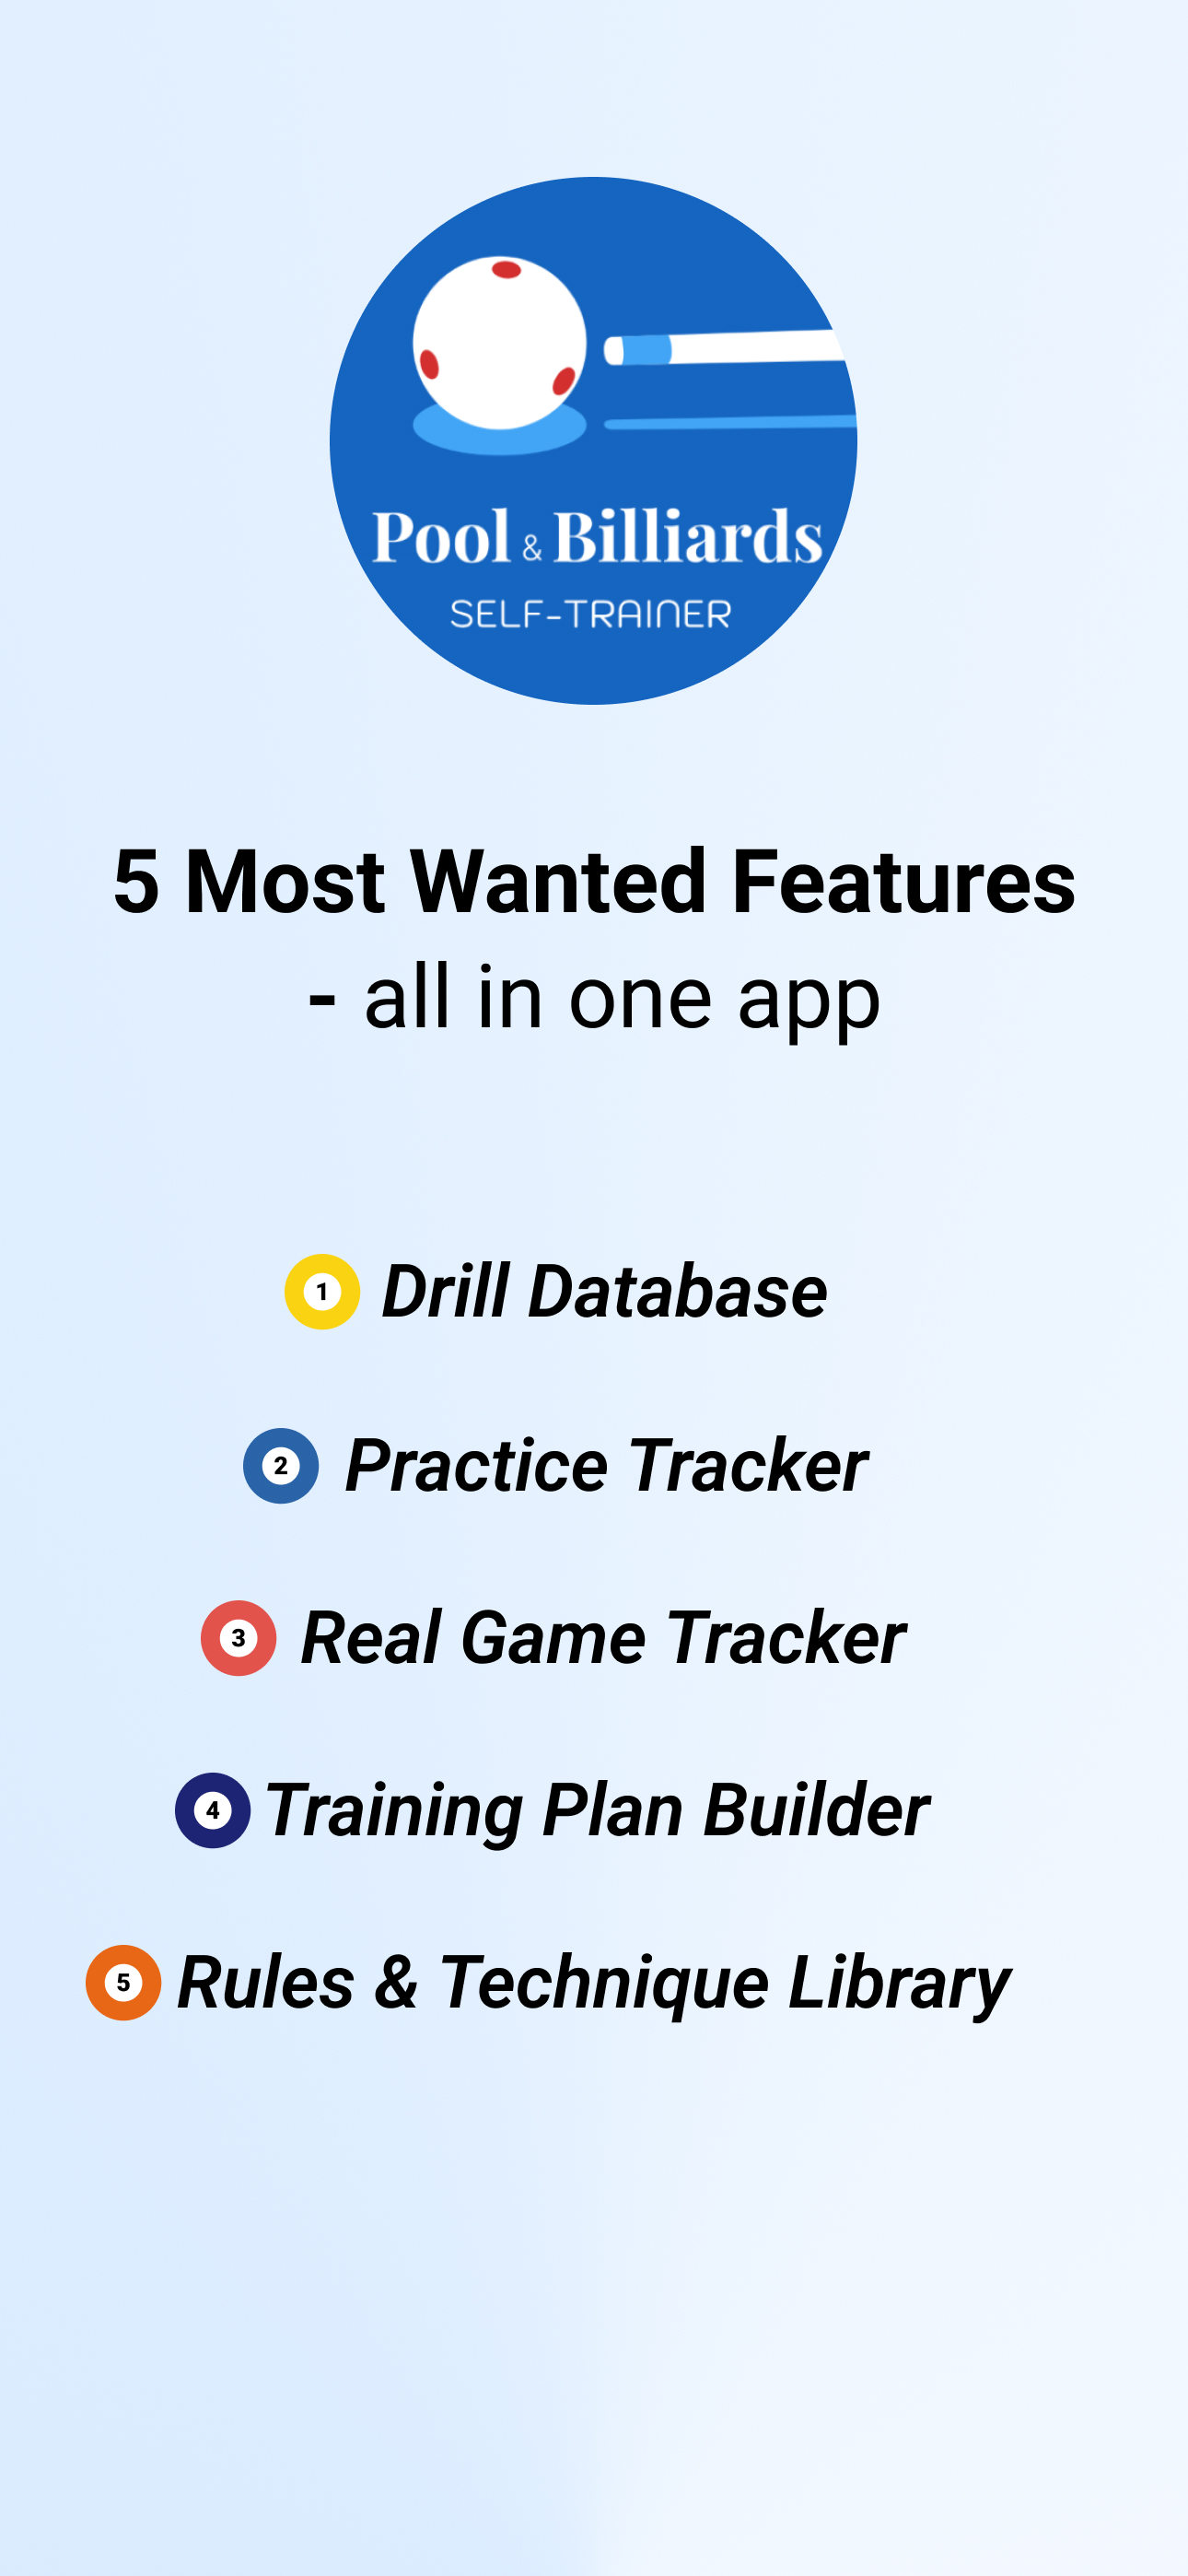 Pool & Billiards
SELF-TRAINER
5 Most Wanted Features
- all in one app
1 Drill Database
2 Practice Tracker
3 Real Game Tracker
4 Training Plan Builder
5 Rules & Technique Library